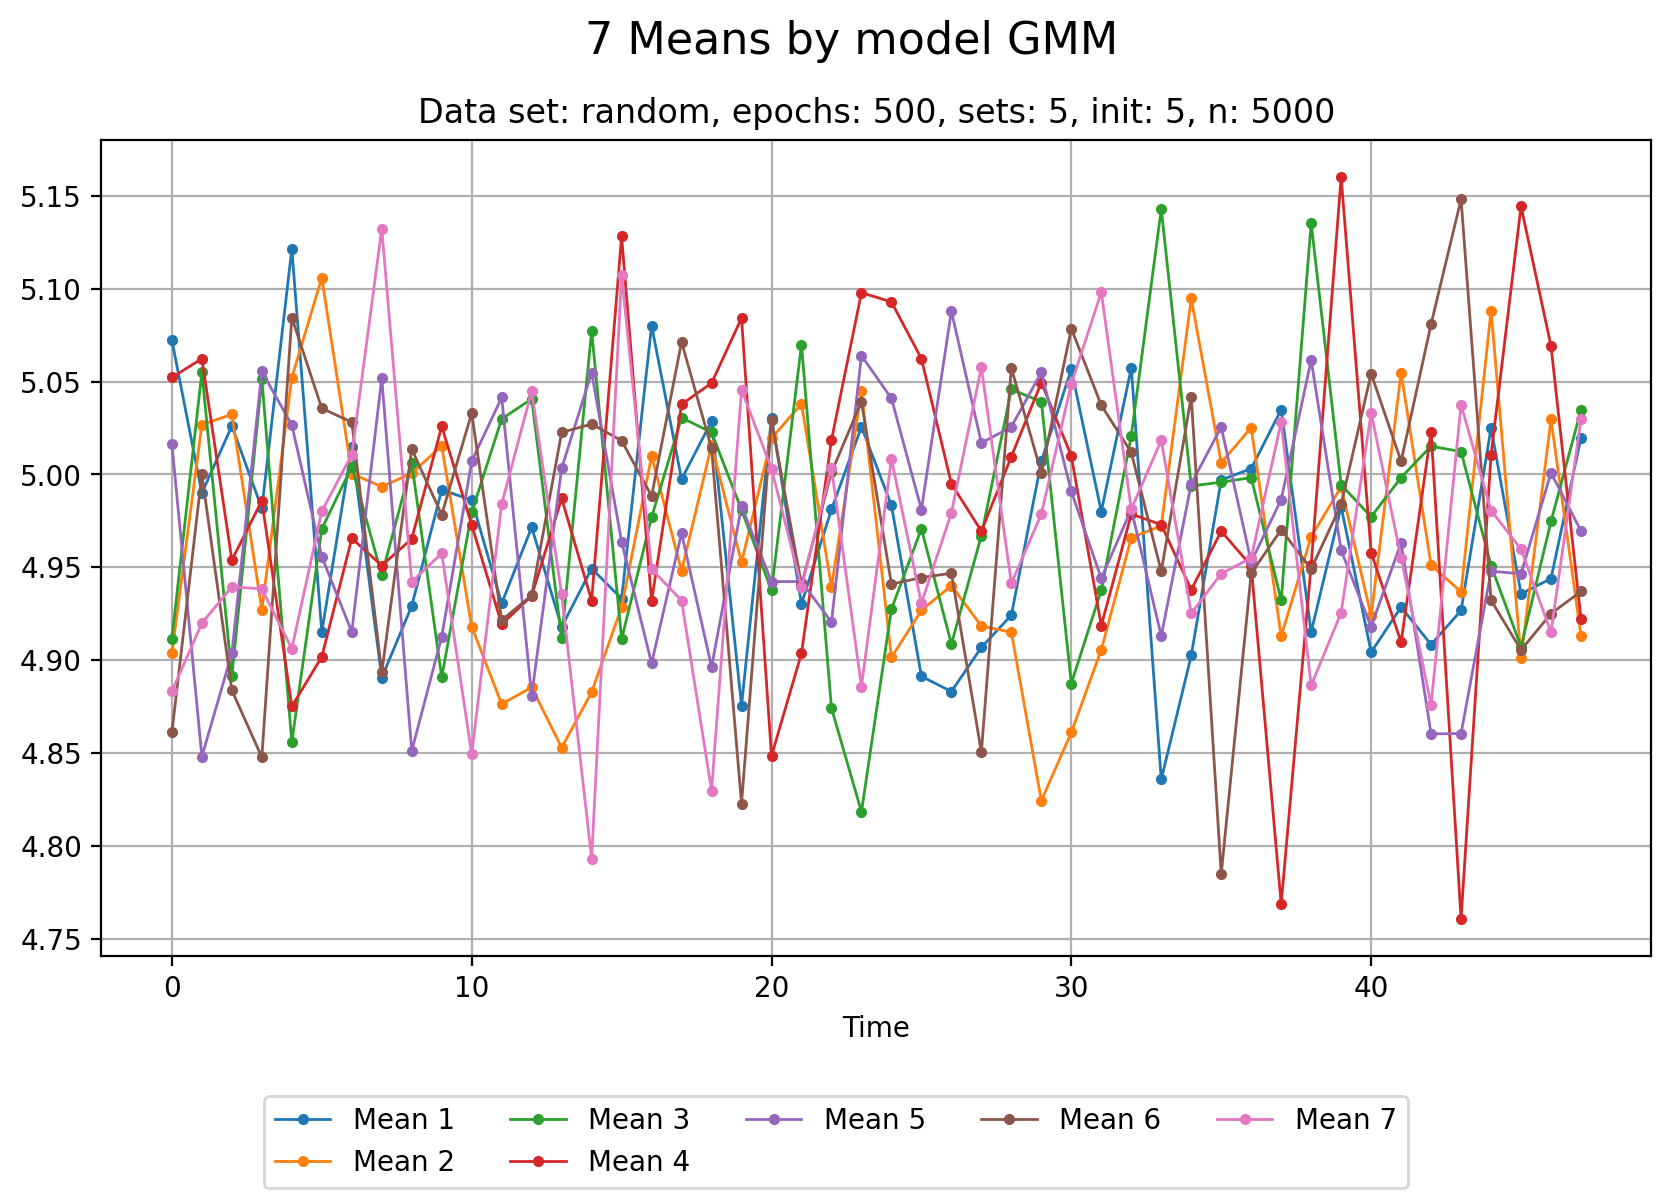 7 Means by model GMM
Data set: random, epochs: 500, sets: 5, init: 5, n: 5000
5.15
5.10
5.05
5.00
4.95
4.90
4.85
4.80
4.75
0 10 20 30 40
Time
Mean 1 Mean 3 Mean 5 Mean 6 Mean 7
Mean 2 Mean 4